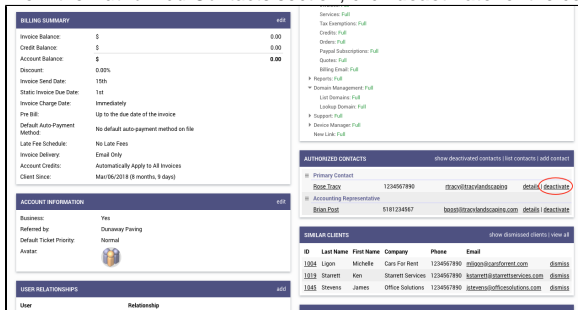 BILLING SUMMARY edit
Invoice Balance: $ 0.00
Credit Balance: $ 0.00
Account Balance: $ 0.00
Discount: 0.00%
Invoice Send Date: 15th
Static Invoice Due Date: 1st
Invoice Charge Date: Immediately
Pre Bill: Up to the due date of the invoice
Default Auto-Payment Method: No default auto-payment method on file
Late Fee Schedule: No Late Fees
Invoice Delivery: Email Only
Account Credits: Automatically Apply to All Invoices
Client Since: Mar/06/2018 (8 months, 9 days)
ACCOUNT INFORMATION edit
Business: Yes
Referred by: Dunaway Paving
Default Ticket Priority: Normal
Avatar:
USER RELATIONSHIPS add
User Relationship
Services: Full
Tax Exemptions: Full
Credits: Full
Orders: Full
Paypal Subscriptions: Full
Quotes: Full
Billing Email: Full
Reports: Full
Domain Management: Full
List Domains: Full
Lookup Domain: Full
Support: Full
Device Manager: Full
New Link: Full
AUTHORIZED CONTACTS show deactivated contacts | list contacts | add contact
Primary Contact
Rose Tracy 1234567890 rtracy@tracylandscaping details | deactivate
Accounting Representative
Brian Post 5181234567 bpost@tracylandscaping.com details | deactivate
SIMILAR CLIENTS show dismissed clients | view all
ID Last Name First Name Company Phone Email
1004 Ligon Michelle Cars For Rent 1234567890 mligon@carsforrent.com dismiss
1019 Starrett Ken Starrett Services 1234567890 kstarrett@starrettservices.com dismiss
1045 Stevens James Office Solutions 1234567890 jstevens@officesolutions.com dismiss